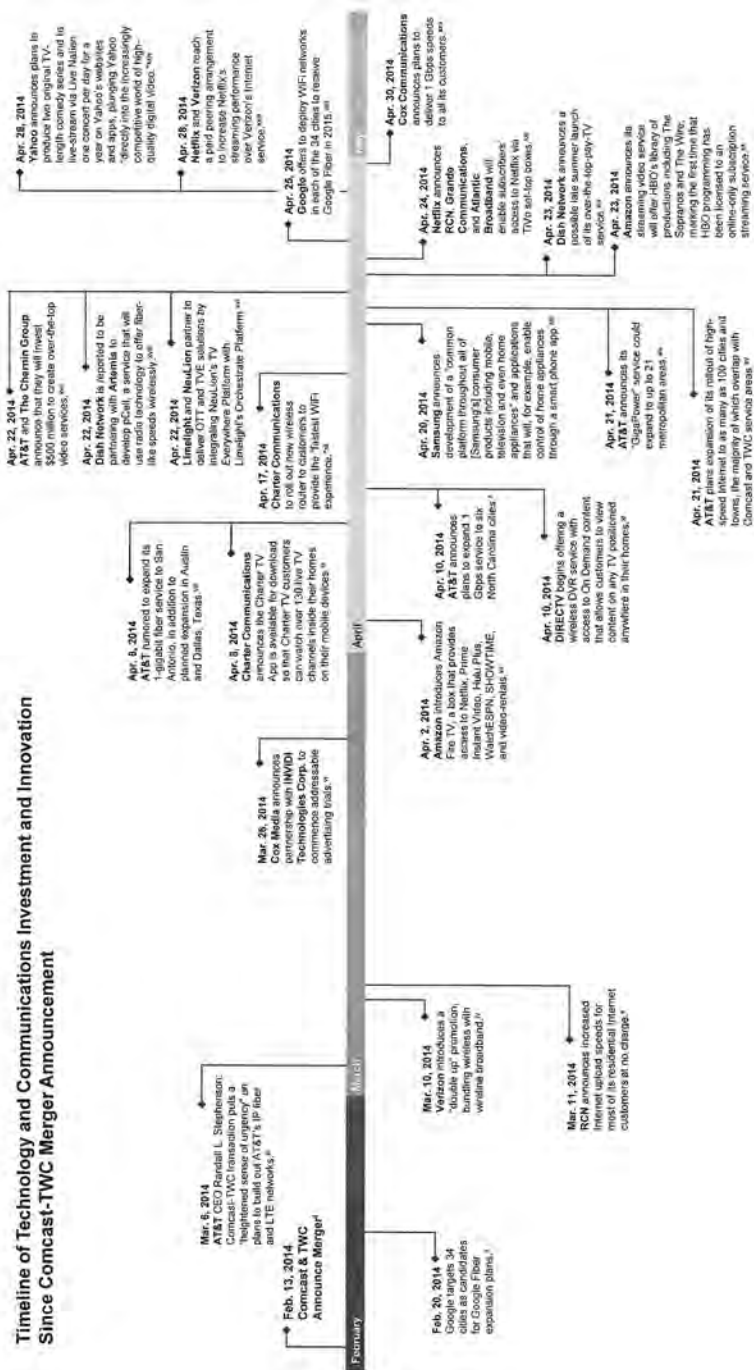 Timeline of Technology and Communications Investment and Innovation
Since Comcast-TWC Merger Announcement
Feb. 13, 2014
Comcast & TWC
Announce Merger
Mar. 6, 2014
AT&T CEO Randall L. Stephenson:
Comcast-TWC transaction puts a
"heightened sense of urgency" on
plans to build out AT&T's IP fiber
and LTE networks.
Mar. 26, 2014
Cox Media announces
partnership with INVIDI
Technologies Corp. to
commence addressable
advertising trials.
Apr. 8, 2014
AT&T rumored to expand its
1-gigabit fiber service to San
Antonio, in addition to
planned expansion in Austin
and Dallas, Texas.
Apr. 8, 2014
Charter Communications
announces the Charter TV
App is available for download
so that Charter TV customers
can watch over 130 live TV
channels inside their homes
on their mobile devices.
Apr. 22, 2014
AT&T and The Chernin Group
announce that they will invest
$500 million to create over-the-top
video services.
Apr. 22, 2014
Dish Network is reported to be
partnering with Artemis to
develop pCell, a service that will
use radio technology to offer fiber-
like speeds wirelessly.
Apr. 22, 2014
Limelight and NeuLion partner to
deliver OTT and TVE solutions by
integrating NeuLion's TV
Everywhere Platform with
Limelight's Orchestrate Platform.
Apr. 17, 2014
Charter Communications
to roll out new wireless
router to customers to
provide the "fastest WiFi
experience."
Apr. 28, 2014
Yahoo announces plans to
produce two original TV-
length comedy series and to
live-stream via Live Nation
one concert per day for a
year on Yahoo's websites
and apps, plunging Yahoo
"directly into the increasingly
competitive world of high-
quality digital video."
Apr. 28, 2014
Netflix and Verizon reach
a paid peering arrangement
to increase Netflix's
streaming performance
over Verizon's Internet
service.
Apr. 25, 2014
Google offers to deploy WiFi networks
in each of the 34 cities to receive
Google Fiber in 2015.
February
March
April
Feb. 20, 2014
Google targets 34
cities as candidates
for Google Fiber
expansion plans.
Mar. 10, 2014
Verizon introduces a
"double up" promotion,
bundling wireless with
wireline broadband.
Mar. 11, 2014
RCN announces increased
Internet upload speeds for
most of its residential Internet
customers at no charge.
Apr. 2, 2014
Amazon introduces Amazon
Fire TV, a box that provides
access to Netflix, Prime
Instant Video, Hulu Plus,
WatchESPN, SHOWTIME,
and video-rentals.
Apr. 10, 2014
AT&T announces
plans to expand 1
Gbps service to six
North Carolina cities.
Apr. 10, 2014
DIRECTV begins offering a
wireless DVR service with
access to On Demand content
that allows customers to view
content on any TV positioned
anywhere in their homes.
Apr. 20, 2014
Samsung announces
development of a "common
platform throughout all of
[Samsung's] consumer
products including mobile,
television and even home
appliances" and applications
that will, for example, enable
control of home appliances
through a smart phone app.
Apr. 21, 2014
AT&T announces its
"GigaPower" service could
expand to up to 21
metropolitan areas.
Apr. 21, 2014
AT&T plans expansion of its rollout of high-
speed Internet to as many as 100 cities and
towns, the majority of which overlap with
Comcast and TWC service areas.
Apr. 30, 2014
Cox Communications
announces plans to
deliver 1 Gbps speeds
to all its customers.
Apr. 24, 2014
Netflix announces
RCN, Grande
Communications,
and Atlantic
Broadband will
enable subscribers'
access to Netflix via
TiVo set-top boxes.
Apr. 23, 2014
Dish Network announces a
possible late summer launch
of its over-the-top-pay-TV
service.
Apr. 23, 2014
Amazon announces its
streaming video service
will offer HBO's library of
productions including The
Sopranos and The Wire,
marking the first time that
HBO programming has
been licensed to an
online-only subscription
streaming service.